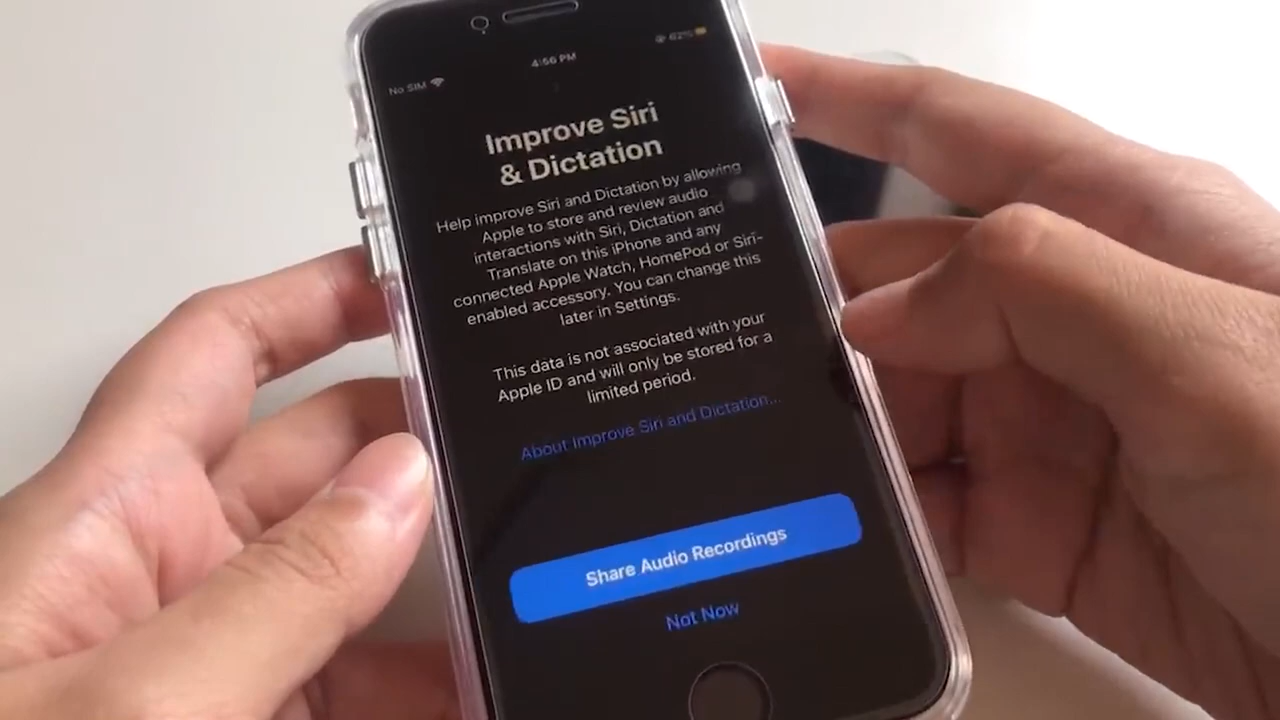 4:56 PM
62%
No SIM
Improve Siri
& Dictation
Help improve Siri and Dictation by allowing
Apple to store and review audio
interactions with Siri, Dictation and
Translate on this iPhone and any
connected Apple Watch, HomePod or Siri-
enabled accessory. You can change this
later in Settings.
This data is not associated with your
Apple ID and will only be stored for a
limited period.
About Improve Siri and Dictation...
Share Audio Recordings
Not Now